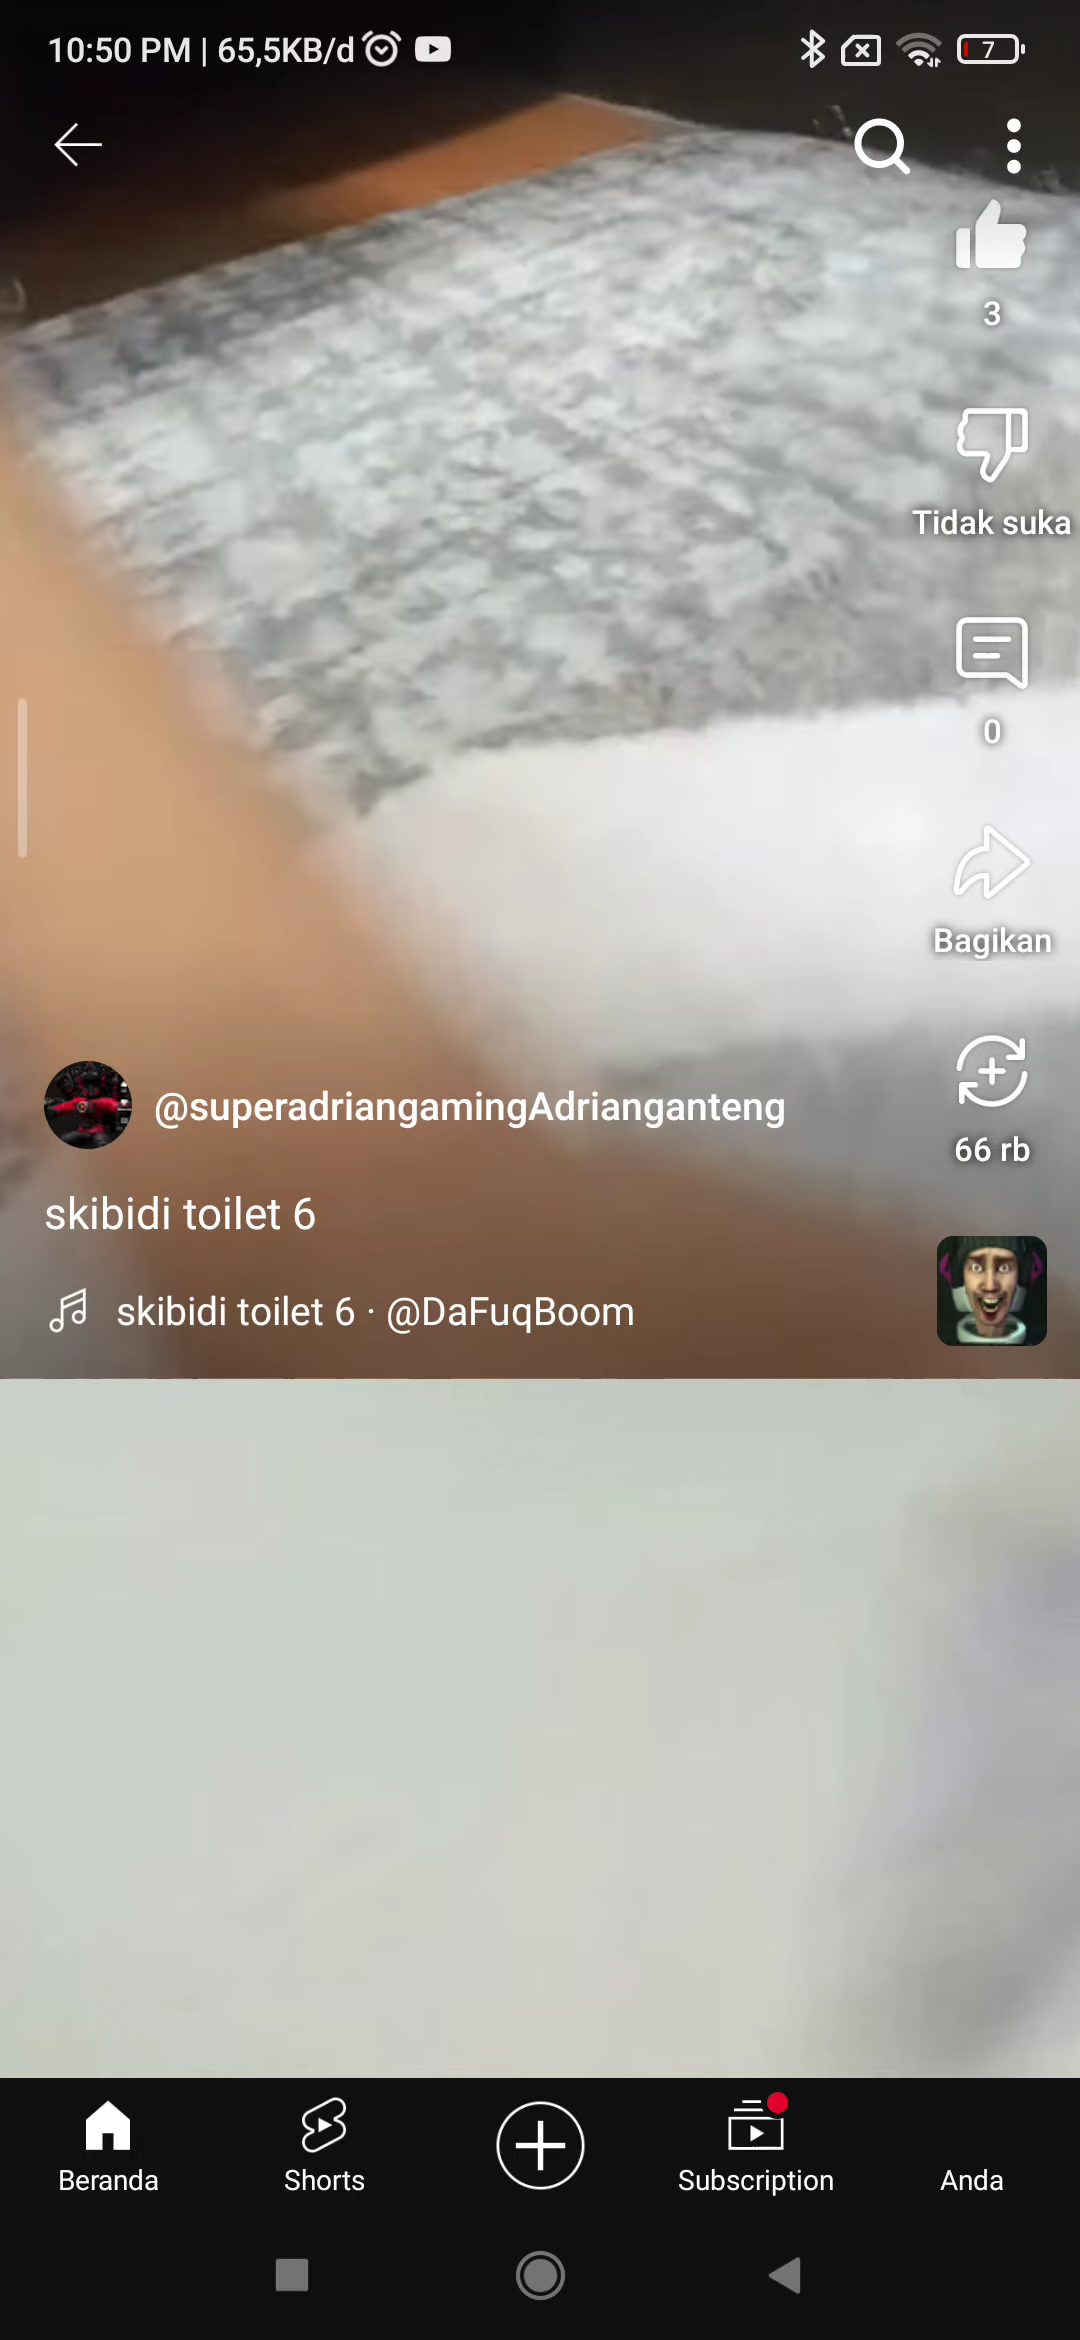 10:50 PM | 65,5KB/d
7
3
Tidak suka
0
Bagikan
66 rb
@superadriangamingAdrianganteng
skibidi toilet 6
skibidi toilet 6 · @DaFuqBoom
Beranda
Shorts
Subscription
Anda